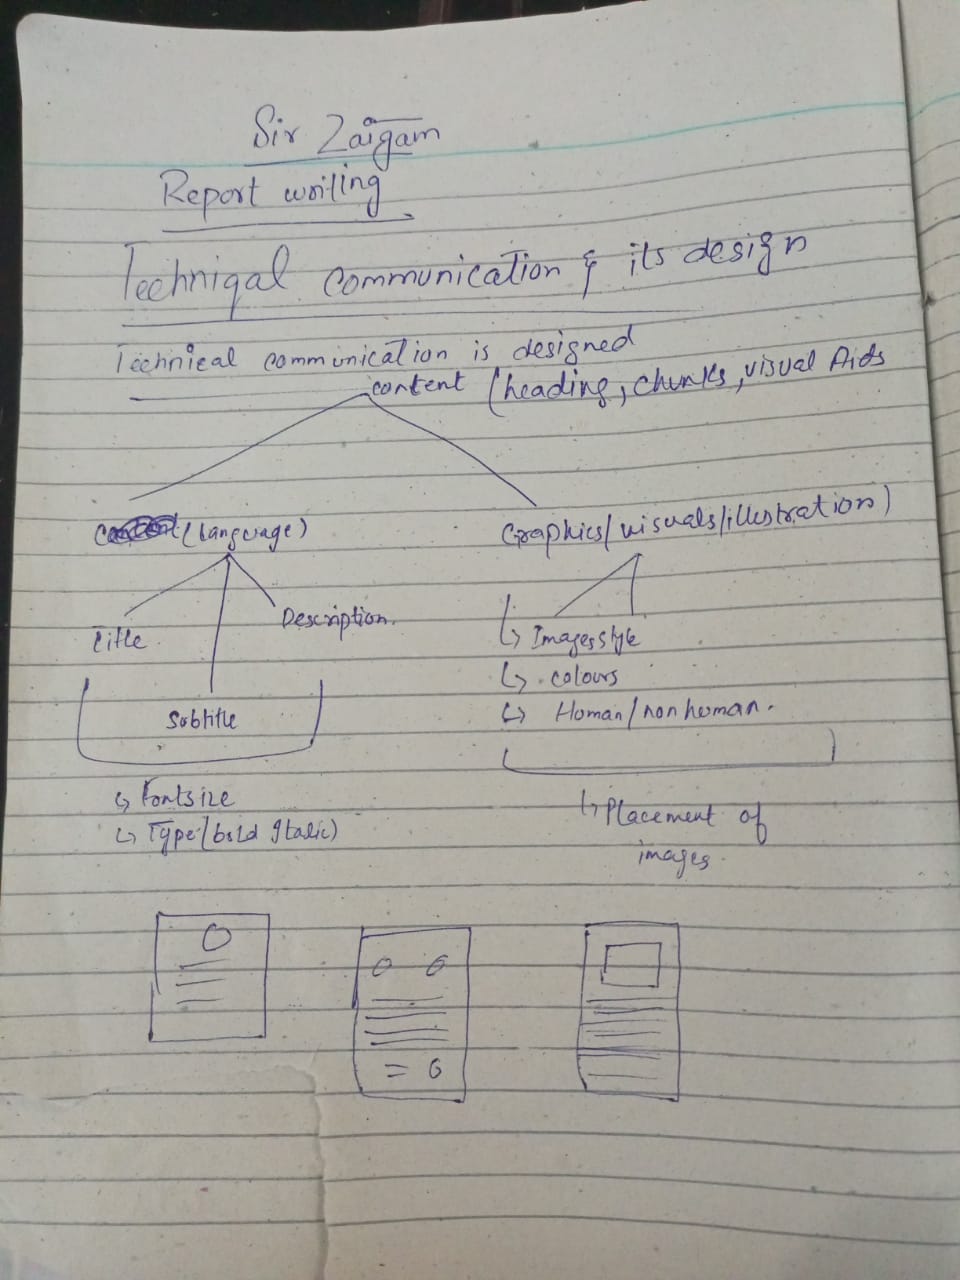 Sir Zaigam
Report writing
Techniqal communication & its design
Technical communication is designed
content (heading, chunks, visual Aids
(language)
Graphics/visuals/illustration)
Title.
Description.
Subtitle
↳ Images style
↳ . colours
↳ Human/non human.
↳ Fontsize
↳ Type (bold Italic)
↳ Placement of
images.